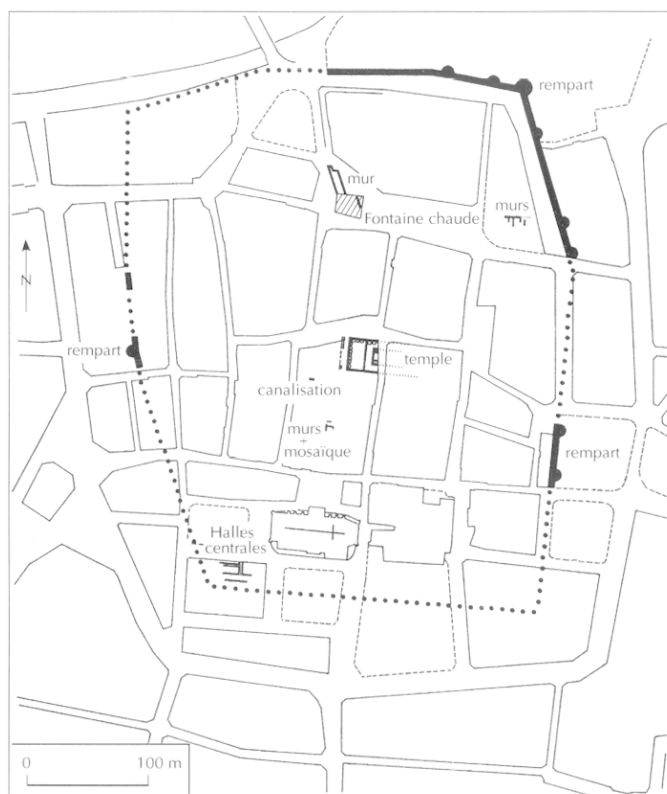 rempart
mur
Fontaine chaude
murs
N
rempart
temple
canalisation
murs
+
mosaïque
rempart
Halles
centrales
0 100 m